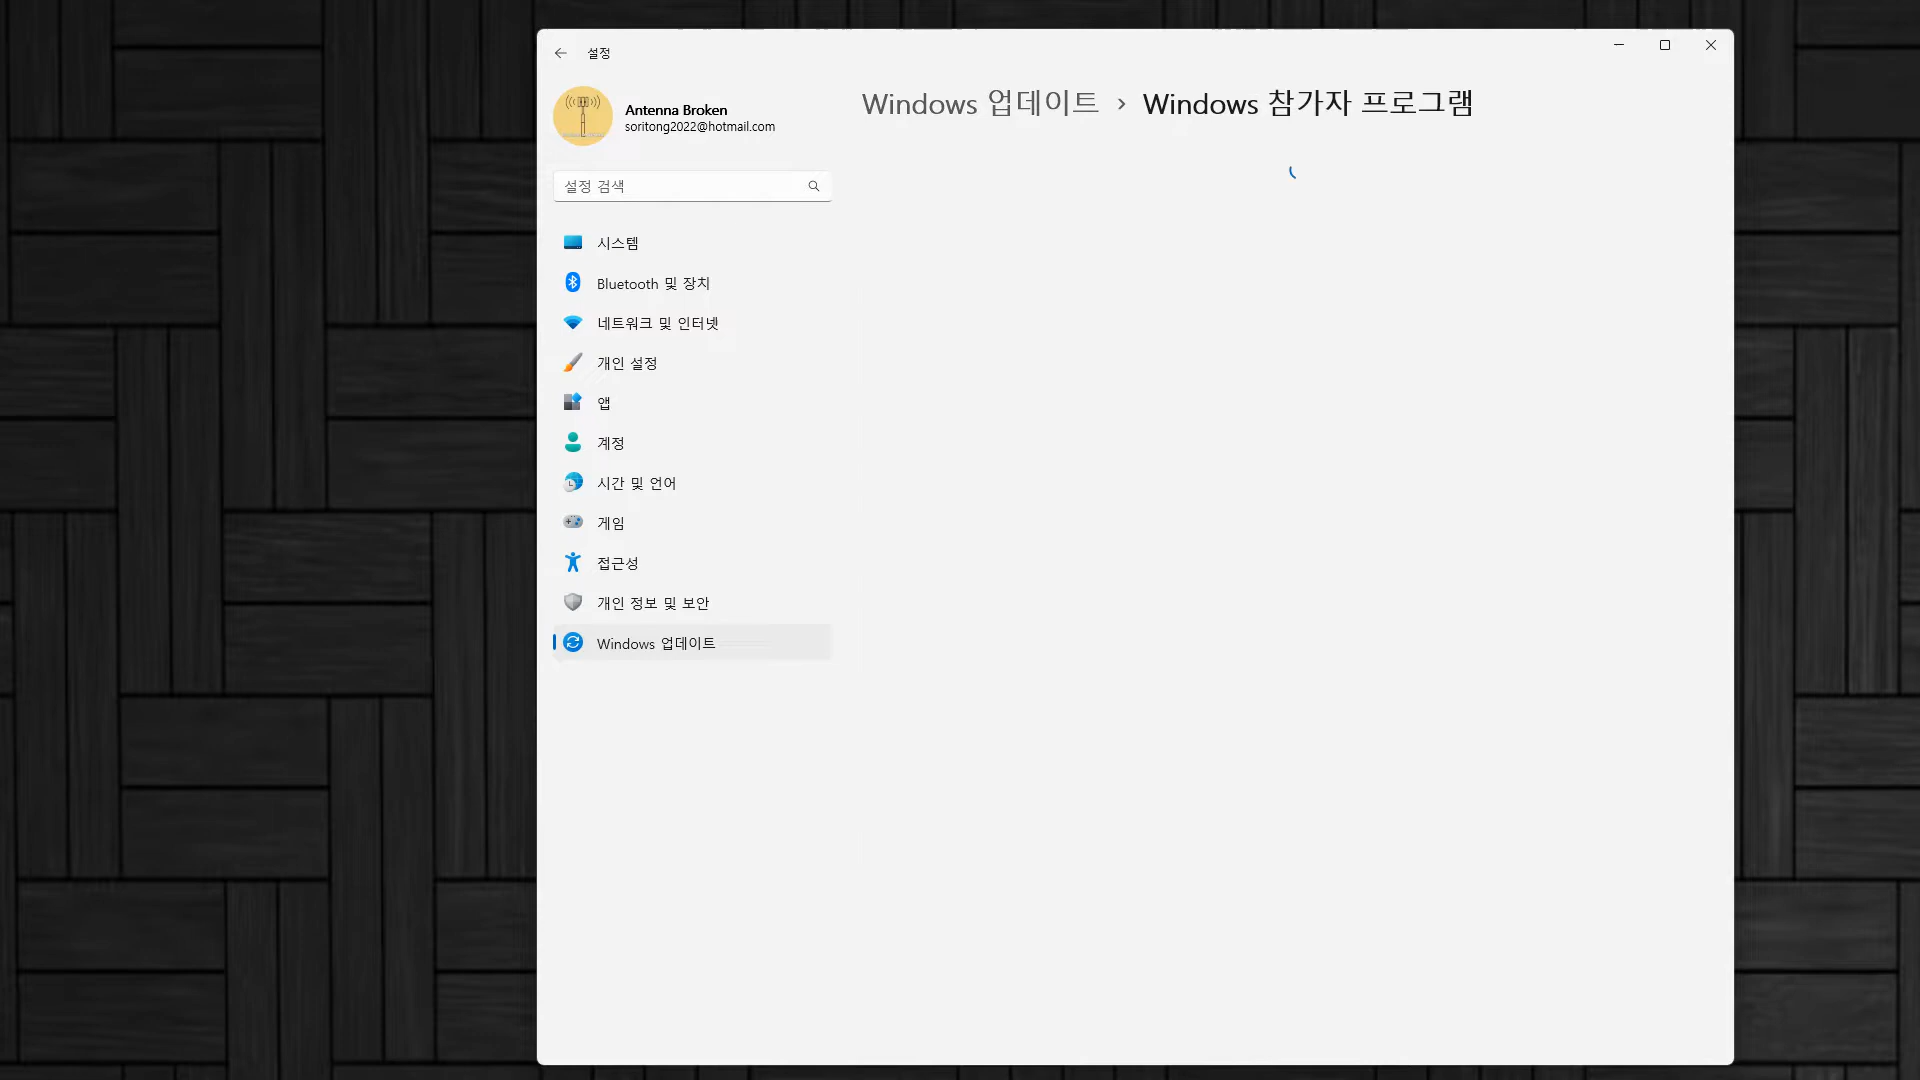 설정
Antenna Broken
soritong2022@hotmail.com
Windows 업데이트 › Windows 참가자 프로그램
설정 검색
시스템
Bluetooth 및 장치
네트워크 및 인터넷
개인 설정
앱
계정
시간 및 언어
게임
접근성
개인 정보 및 보안
Windows 업데이트